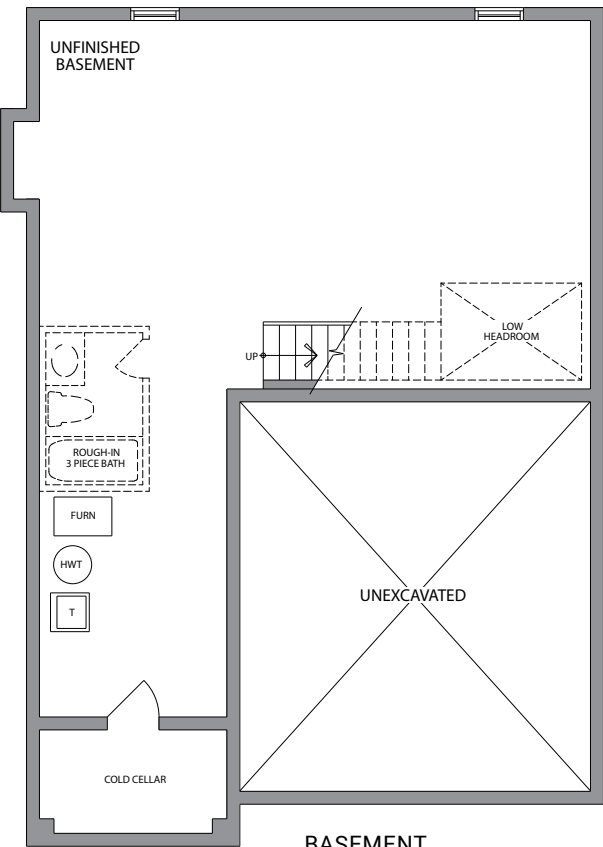 UNFINISHED
BASEMENT
LOW
HEADROOM
UP
ROUGH-IN
3 PIECE BATH
FURN
HWT
T
UNEXCAVATED
COLD CELLAR
BASEMENT